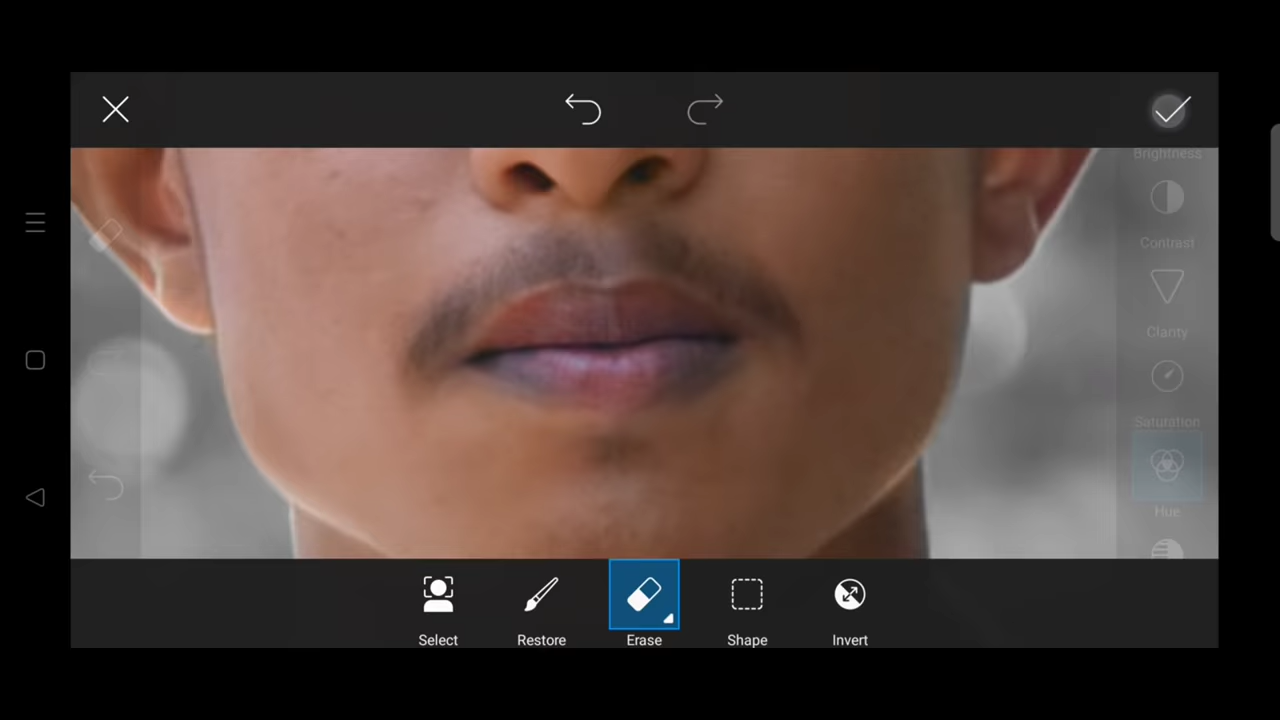 Brightness
Contrast
Clarity
Saturation
Hue
Select
Restore
Erase
Shape
Invert